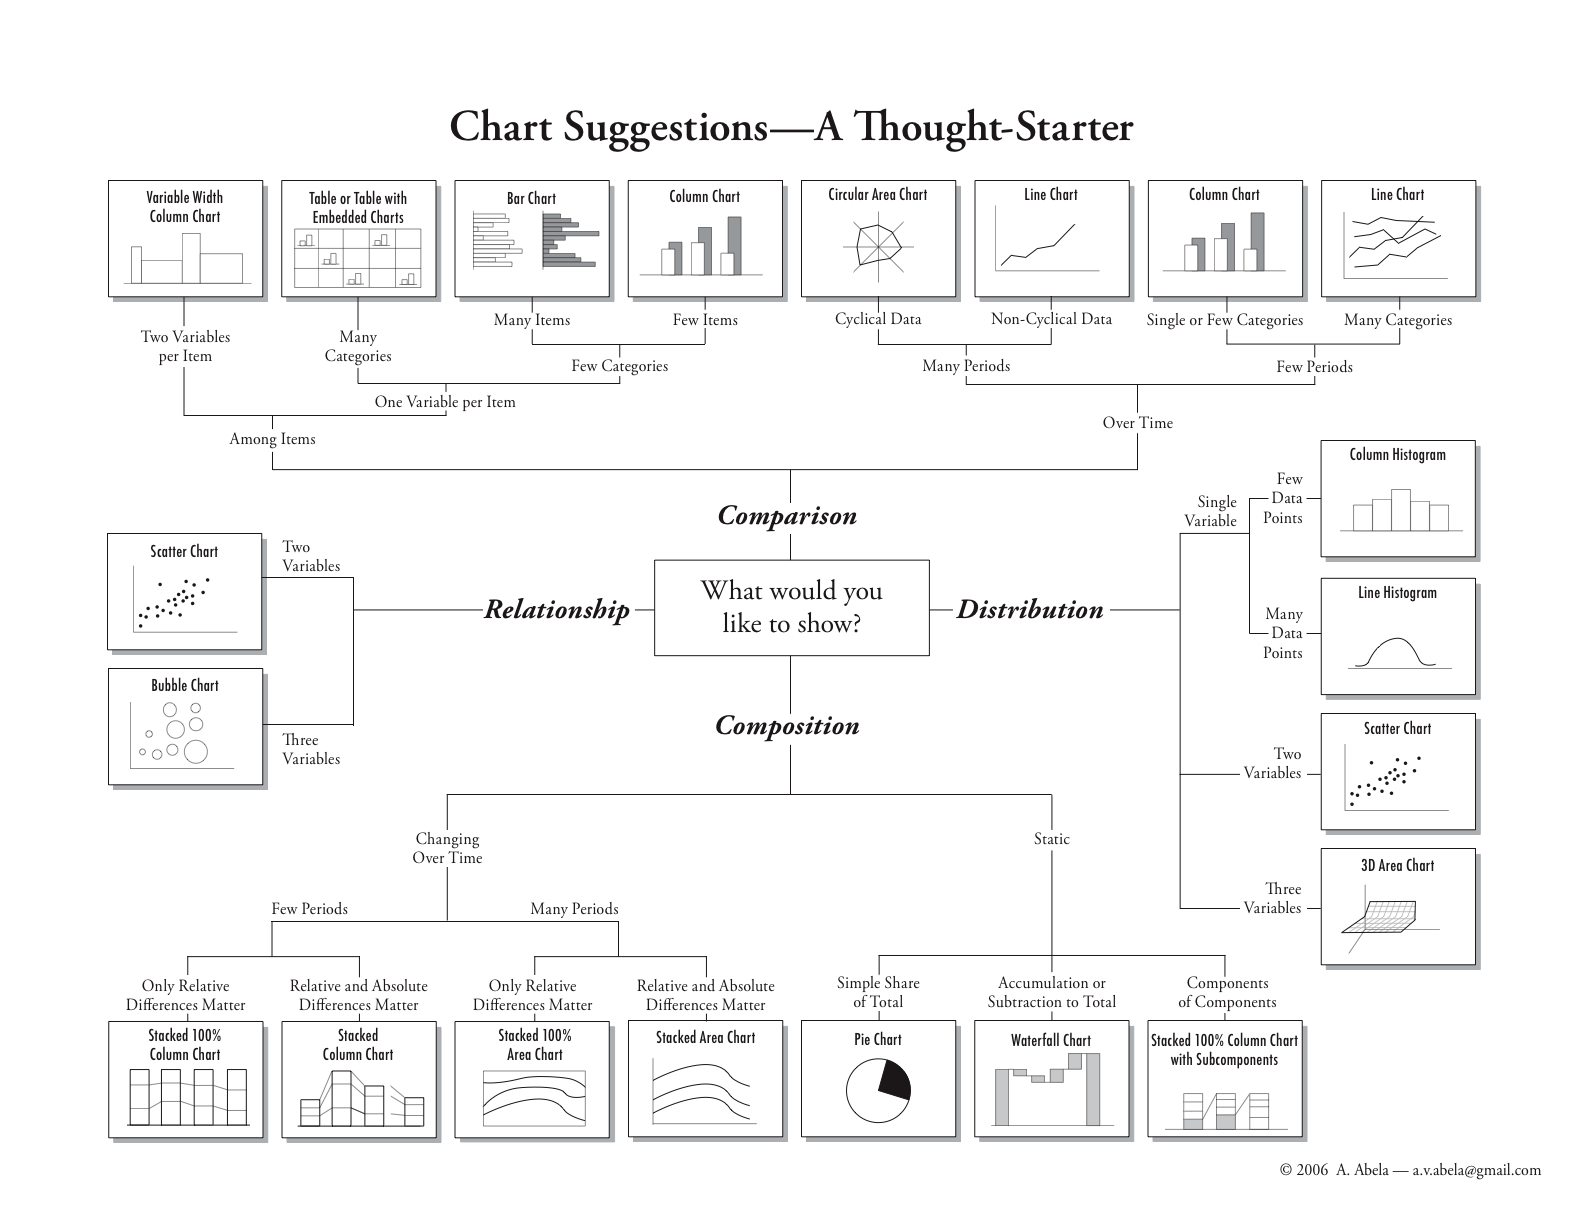 Chart Suggestions—A Thought-Starter
Variable Width
Column Chart
Table or Table with
Embedded Charts
Bar Chart
Column Chart
Circular Area Chart
Line Chart
Column Chart
Line Chart
Two Variables
per Item
Many
Categories
Many Items
Few Items
Cyclical Data
Non-Cyclical Data
Single or Few Categories
Many Categories
Few Categories
Many Periods
Few Periods
One Variable per Item
Among Items
Over Time
Comparison
What would you
like to show?
Relationship
Two
Variables
Scatter Chart
Three
Variables
Bubble Chart
Distribution
Single
Variable
Few
Data
Points
Column Histogram
Many
Data
Points
Line Histogram
Two
Variables
Scatter Chart
Three
Variables
3D Area Chart
Composition
Changing
Over Time
Static
Few Periods
Many Periods
Only Relative
Differences Matter
Relative and Absolute
Differences Matter
Only Relative
Differences Matter
Relative and Absolute
Differences Matter
Simple Share
of Total
Accumulation or
Subtraction to Total
Components
of Components
Stacked 100%
Column Chart
Stacked
Column Chart
Stacked 100%
Area Chart
Stacked Area Chart
Pie Chart
Waterfall Chart
Stacked 100% Column Chart
with Subcomponents
© 2006 A. Abela — a.v.abela@gmail.com